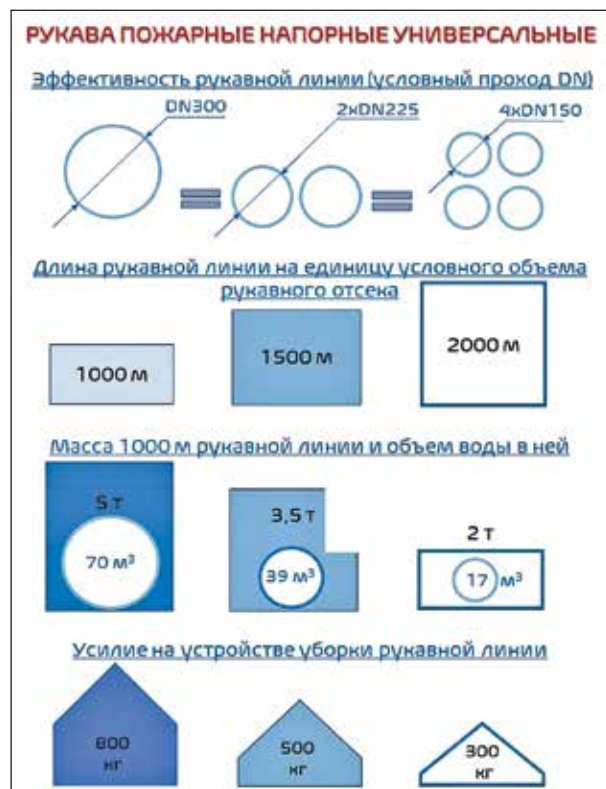 РУКАВА ПОЖАРНЫЕ НАПОРНЫЕ УНИВЕРСАЛЬНЫЕ
Эффективность рукавной линии (условный проход DN)
DN300 2xDN225 4xDN150
Длина рукавной линии на единицу условного объема
рукавного отсека
1000 м 1500 м 2000 м
Масса 1000 м рукавной линии и объем воды в ней
5 т 3,5 т 2 т
70 м³ 39 м³ 17 м³
Усилие на устройстве уборки рукавной линии
800 500 300
кг кг кг